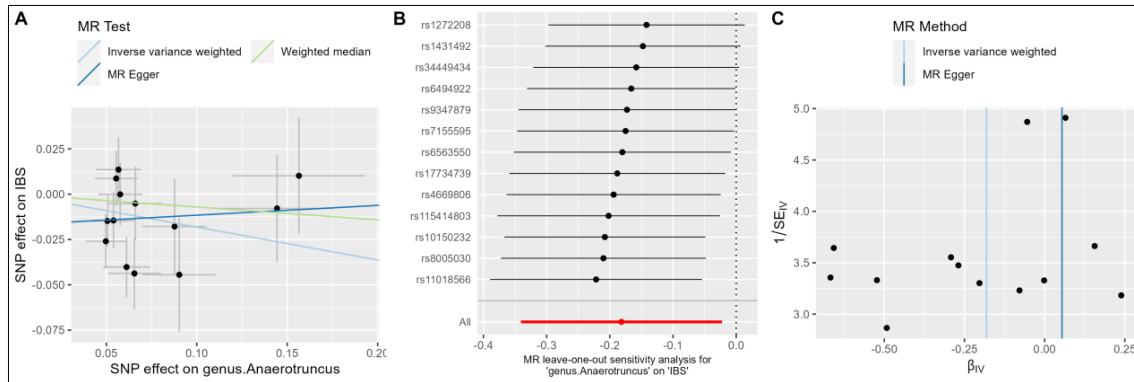 A
MR Test
Inverse variance weighted
Weighted median
MR Egger
0.025
0.000
-0.025
-0.050
-0.075
0.05
0.10
0.15
0.20
SNP effect on IBS
SNP effect on genus.Anaerotruncus
B
rs1272208
rs1431492
rs34449434
rs6494922
rs9347879
rs7155595
rs6563550
rs17734739
rs4669806
rs115414803
rs10150232
rs8005030
rs11018566
All
-0.4
-0.3
-0.2
-0.1
0.0
MR leave-one-out sensitivity analysis for
'genus.Anaerotruncus' on 'IBS'
C
MR Method
Inverse variance weighted
MR Egger
5.0
4.5
4.0
3.5
3.0
1/SE_IV
-0.50
-0.25
0.00
0.25
β_IV